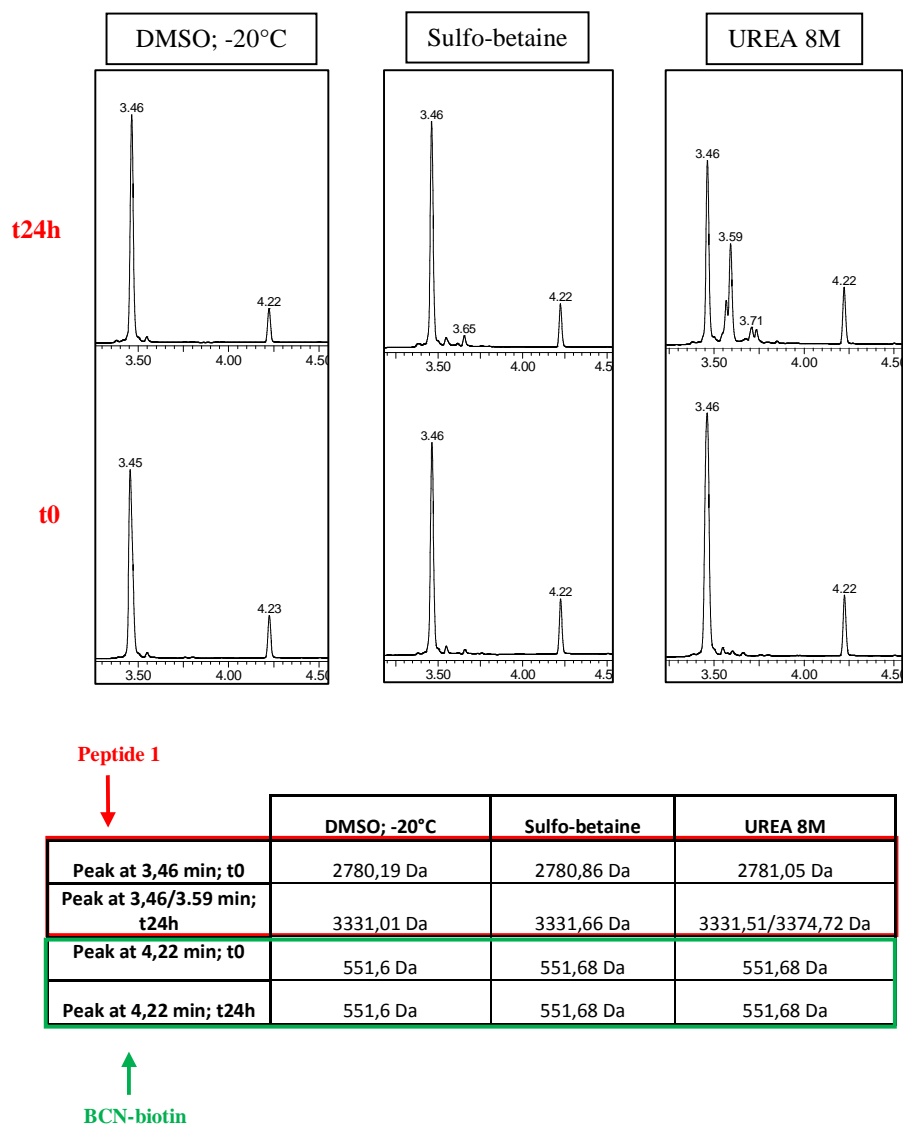 DMSO; -20°C
Sulfo-betaine
UREA 8M
t24h
3.46
4.22
3.50
4.00
4.50
3.46
3.65
4.22
3.50
4.00
4.5
3.46
3.59
3.71
4.22
3.50
4.00
4.50
t0
3.45
4.23
3.50
4.00
4.50
3.46
4.22
3.50
4.00
4.5
3.46
4.22
3.50
4.00
4.50
Peptide 1
DMSO; -20°C Sulfo-betaine UREA 8M
Peak at 3,46 min; t0 2780,19 Da 2780,86 Da 2781,05 Da
Peak at 3,46/3.59 min;
t24h 3331,01 Da 3331,66 Da 3331,51/3374,72 Da
Peak at 4,22 min; t0 551,6 Da 551,68 Da 551,68 Da
Peak at 4,22 min; t24h 551,6 Da 551,68 Da 551,68 Da
BCN-biotin